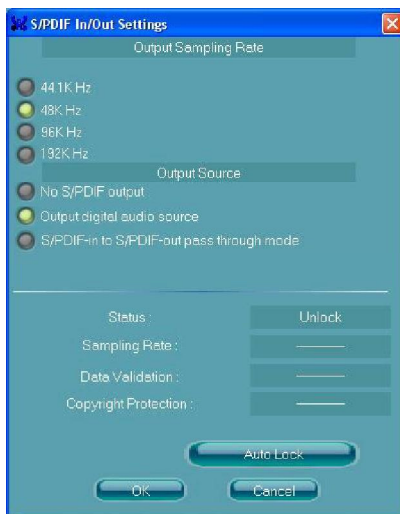 S/PDIF In/Out Settings
Output Sampling Rate
44.1K Hz
48K Hz
96K Hz
192K Hz
Output Source
No S/PDIF output
Output digital audio source
S/PDIF-in to S/PDIF-out pass through mode
Status : Unlock
Sampling Rate : ———
Data Validation : ———
Copyright Protection : ———
Auto Lock
OK Cancel